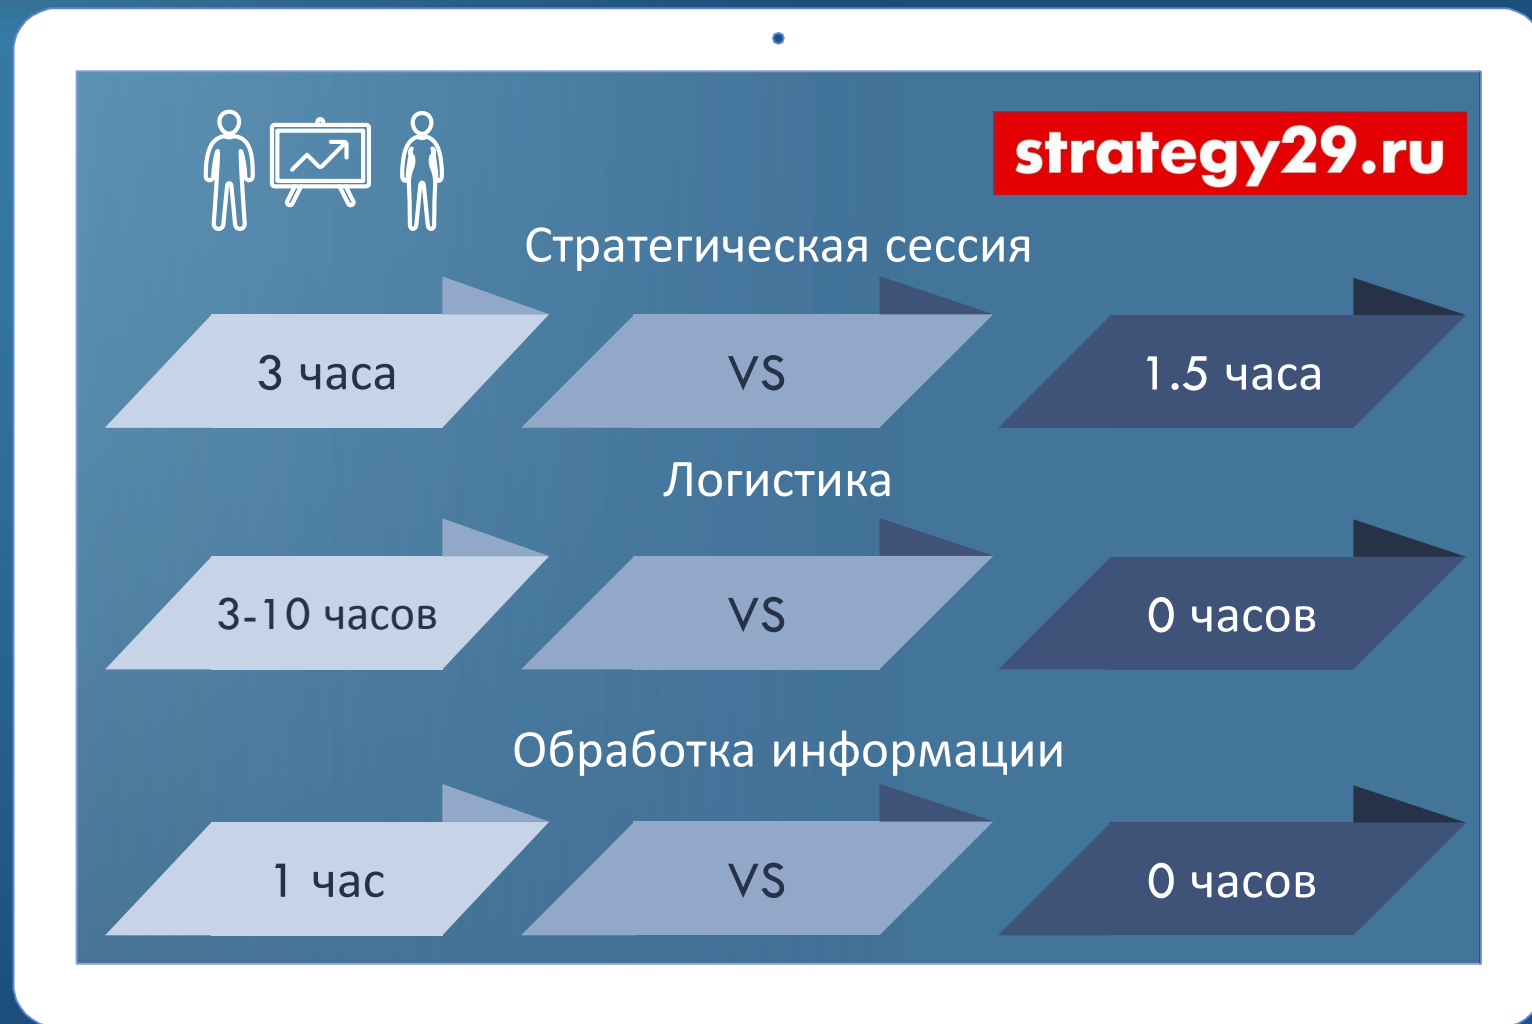 strategy29.ru
Стратегическая сессия
3 часа
VS
1.5 часа
Логистика
3-10 часов
VS
0 часов
Обработка информации
1 час
VS
0 часов